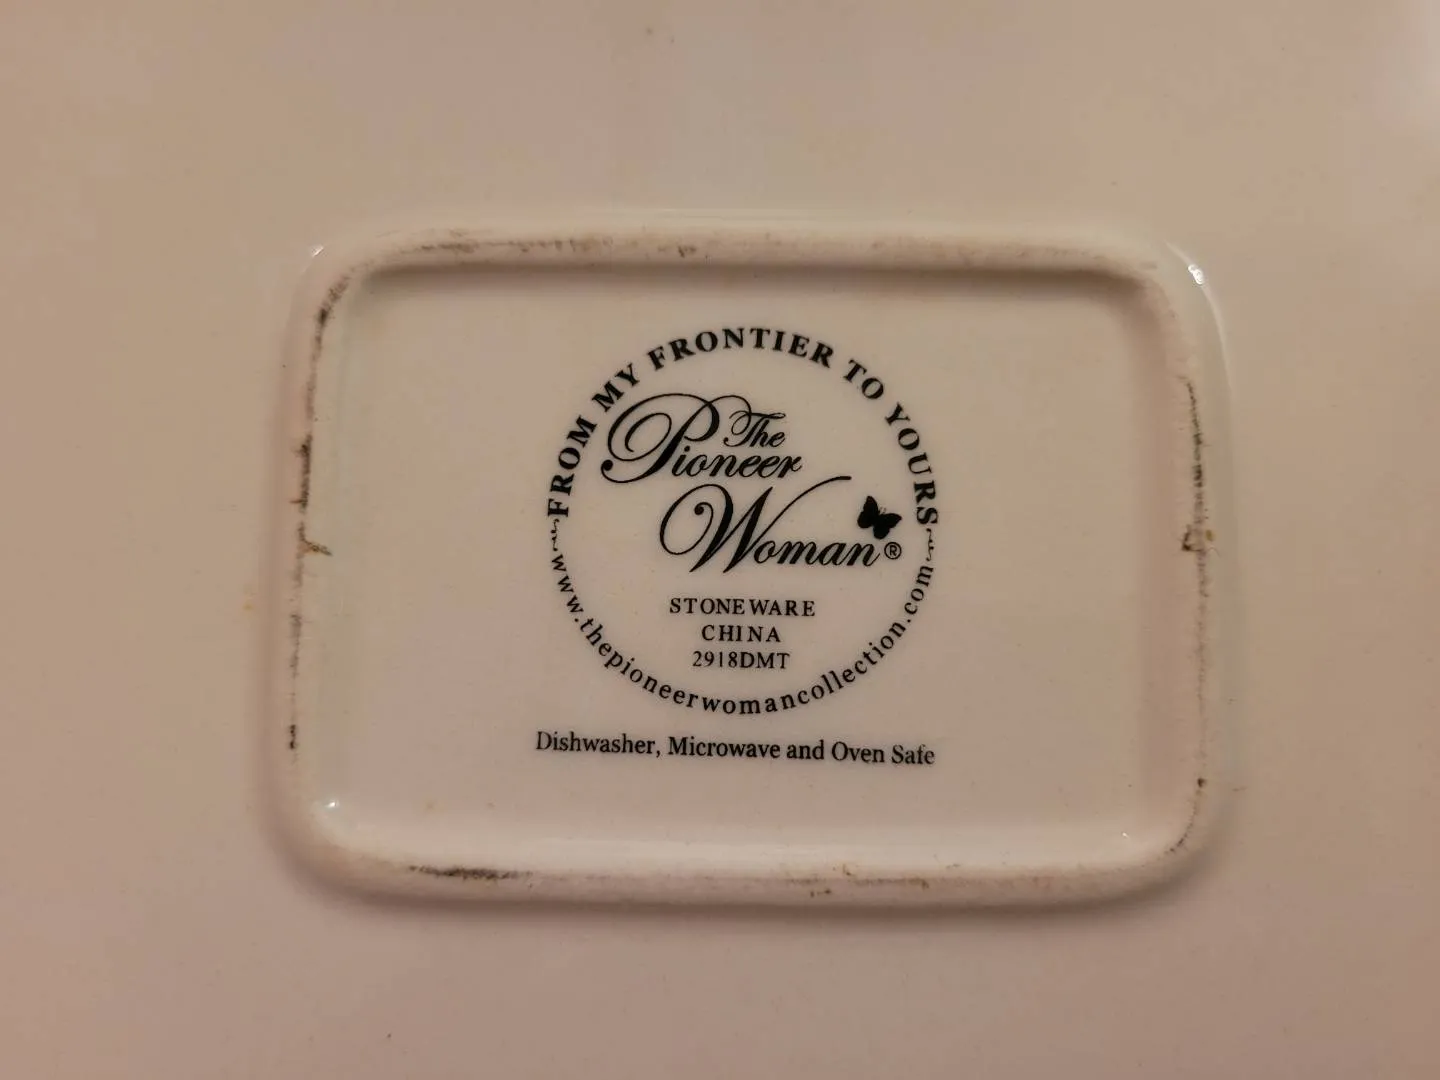 FROM MY FRONTIER TO YOURS
The
Pioneer
Woman®
STONEWARE
CHINA
2918DMT
www.thepioneerwomancollection.com
Dishwasher, Microwave and Oven Safe